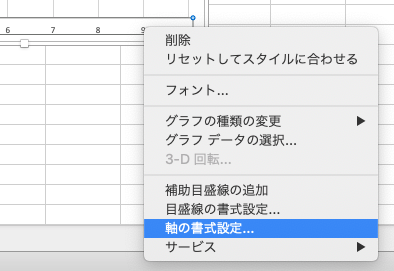 6 7 8 9
削除
リセットしてスタイルに合わせる
フォント...
グラフの種類の変更
グラフ データの選択...
3-D 回転...
補助目盛線の追加
目盛線の書式設定...
軸の書式設定...
サービス